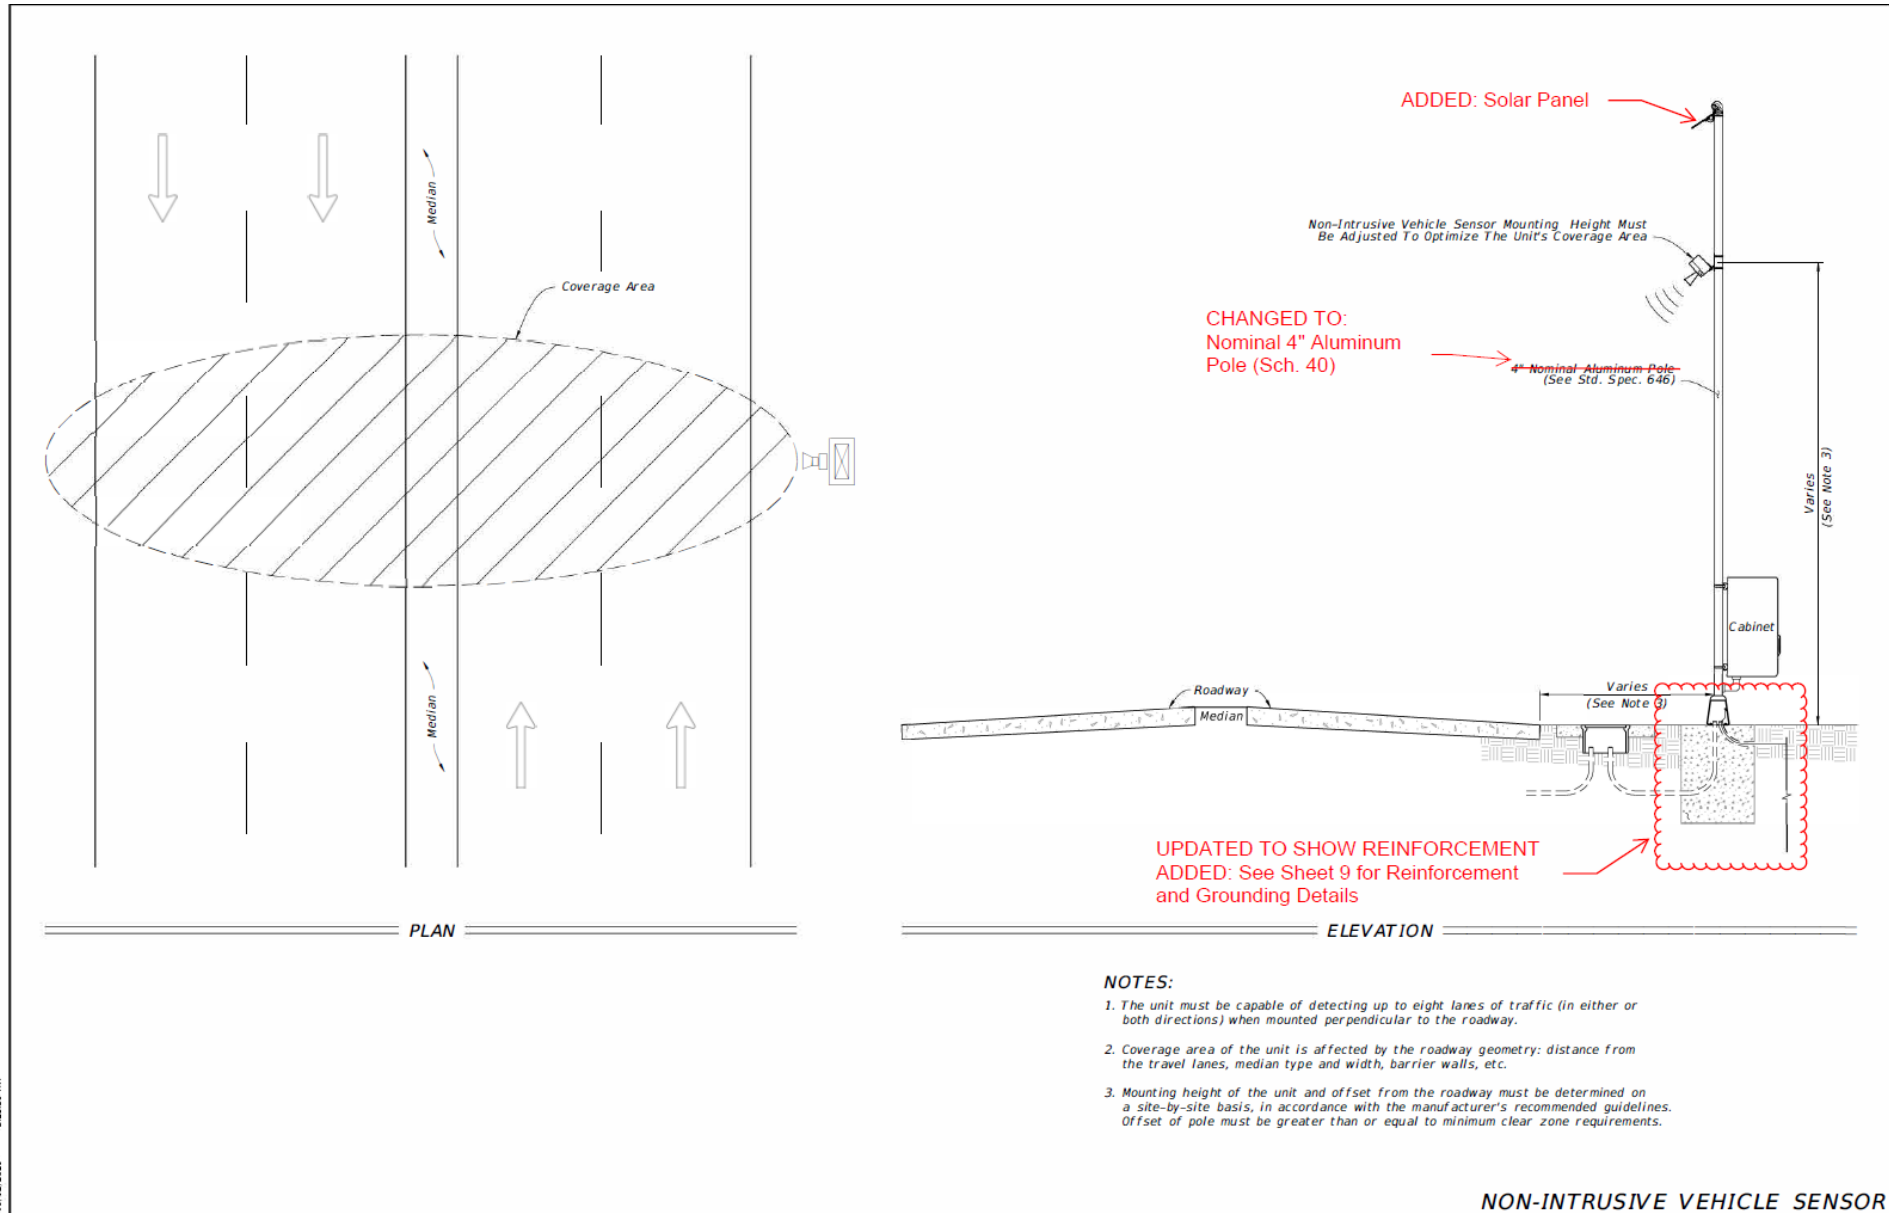 Median
Coverage Area
Median
PLAN
ADDED: Solar Panel
Non-Intrusive Vehicle Sensor Mounting Height Must
Be Adjusted To Optimize The Unit's Coverage Area
CHANGED TO:
Nominal 4" Aluminum
Pole (Sch. 40)
4" Nominal Aluminum Pole
(See Std. Spec. 646)
Varies
(See Note 3)
Cabinet
Roadway
Median
Varies
(See Note 3)
UPDATED TO SHOW REINFORCEMENT
ADDED: See Sheet 9 for Reinforcement
and Grounding Details
ELEVATION
NOTES:
1. The unit must be capable of detecting up to eight lanes of traffic (in either or
both directions) when mounted perpendicular to the roadway.
2. Coverage area of the unit is affected by the roadway geometry: distance from
the travel lanes, median type and width, barrier walls, etc.
3. Mounting height of the unit and offset from the roadway must be determined on
a site-by-site basis, in accordance with the manufacturer's recommended guidelines.
Offset of pole must be greater than or equal to minimum clear zone requirements.
NON-INTRUSIVE VEHICLE SENSOR